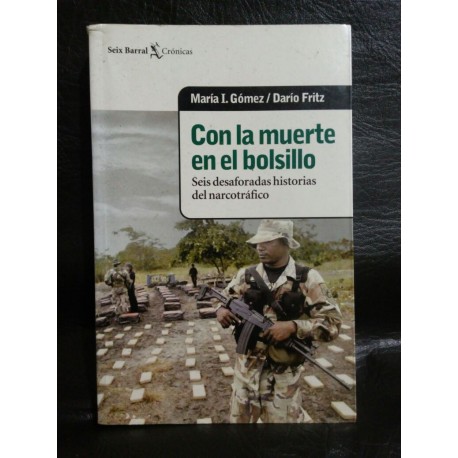 Seix Barral Crónicas
María I. Gómez / Darío Fritz
Con la muerte
en el bolsillo
Seis desaforadas historias
del narcotráfico